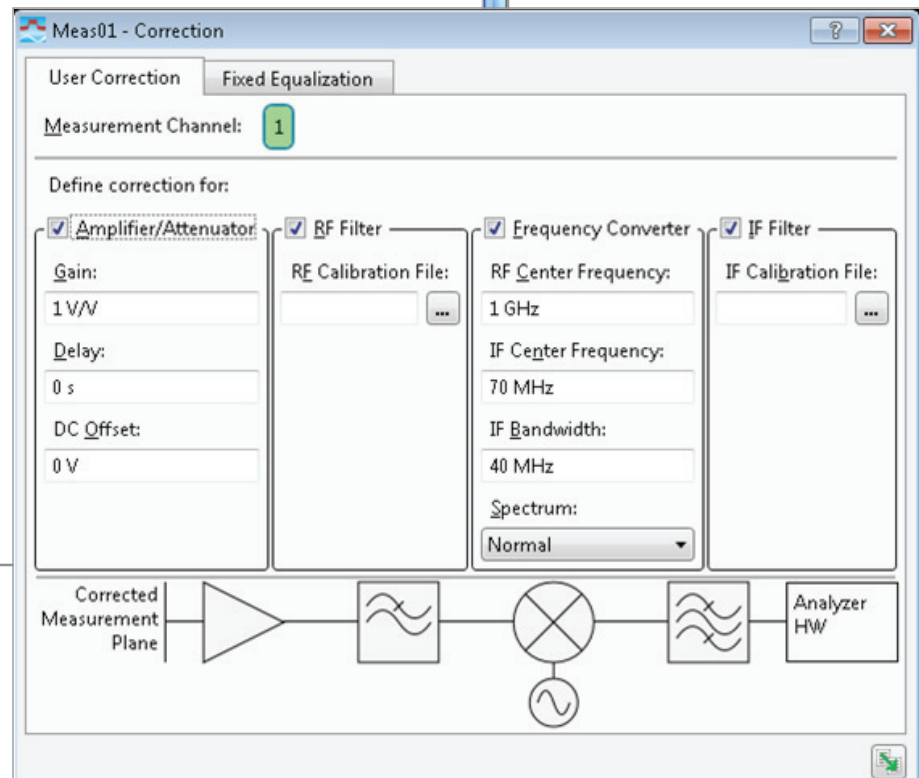 Meas01 - Correction
?
User Correction
Fixed Equalization
Measurement Channel: 1
Define correction for:
Amplifier/Attenuator
Gain:
1 V/V
Delay:
0 s
DC Offset:
0 V
RF Filter
RF Calibration File:
...
Frequency Converter
RF Center Frequency:
1 GHz
IF Center Frequency:
70 MHz
IF Bandwidth:
40 MHz
Spectrum:
Normal
IF Filter
IF Calibration File:
...
Corrected
Measurement
Plane
Analyzer
HW